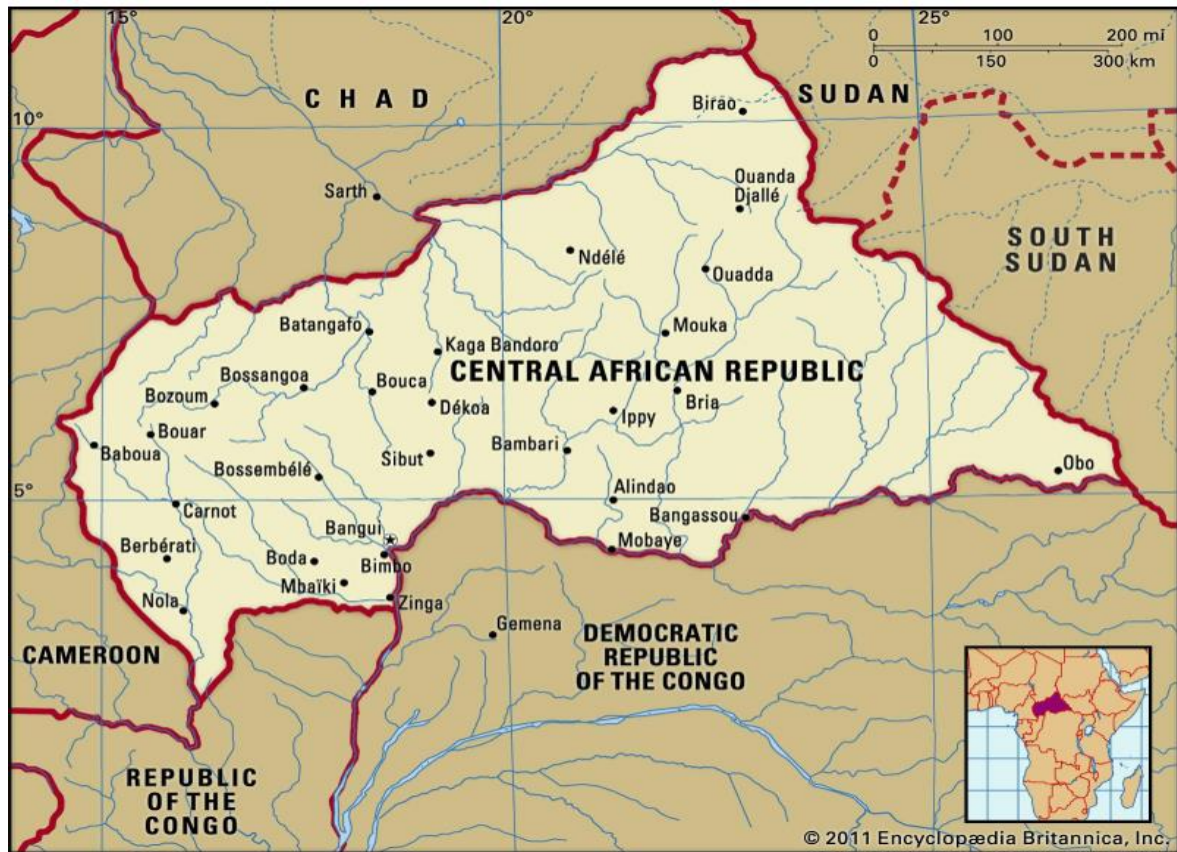 15°
20°
25°
0 100 200 mi
0 150 300 km
CHAD
SUDAN
Birao
10°
Ouanda
Djallé
Sarth
SOUTH
SUDAN
Ndélé
Ouadda
Batangafo
Mouka
Kaga Bandoro
CENTRAL AFRICAN REPUBLIC
Bossangoa
Bouca
Bozoum
Bria
Dékoa
Ippy
Bouar
Bambari
Baboua
Sibut
Bossembélé
Obo
5°
Alindao
Carnot
Bangassou
Bangui
Mobaye
Berbérati
Boda
Bimbo
Mbaïki
Nola
Zinga
Gemena
CAMEROON
DEMOCRATIC
REPUBLIC
OF THE CONGO
REPUBLIC
OF THE
CONGO
© 2011 Encyclopædia Britannica, Inc.